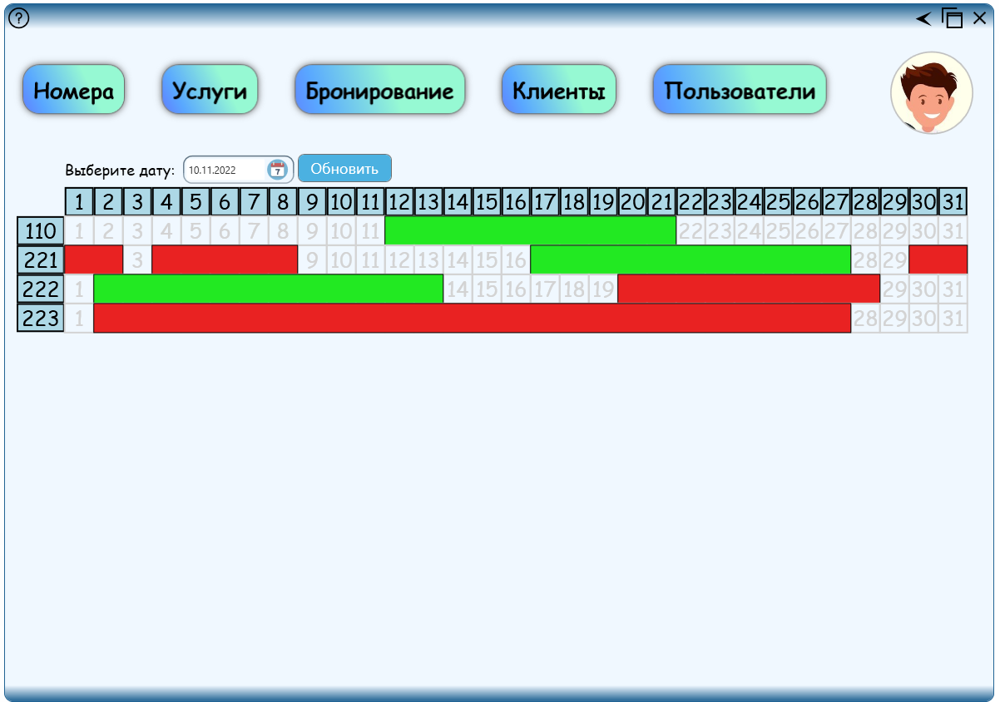 ?
Номера Услуги Бронирование Клиенты Пользователи
Выберите дату: 10.11.2022 7 Обновить
1 2 3 4 5 6 7 8 9 10 11 12 13 14 15 16 17 18 19 20 21 22 23 24 25 26 27 28 29 30 31
110 1 2 3 4 5 6 7 8 9 10 11 22 23 24 25 26 27 28 29 30 31
221 3 9 10 11 12 13 14 15 16 28 29
222 1 14 15 16 17 18 19 29 30 31
223 1 28 29 30 31